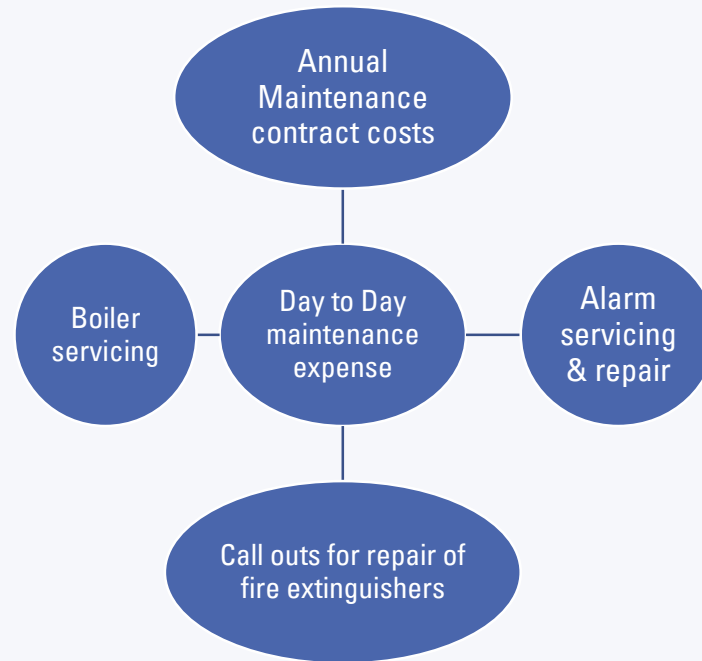 Annual
Maintenance
contract costs
Boiler
servicing
Day to Day
maintenance
expense
Alarm
servicing
& repair
Call outs for repair of
fire extinguishers